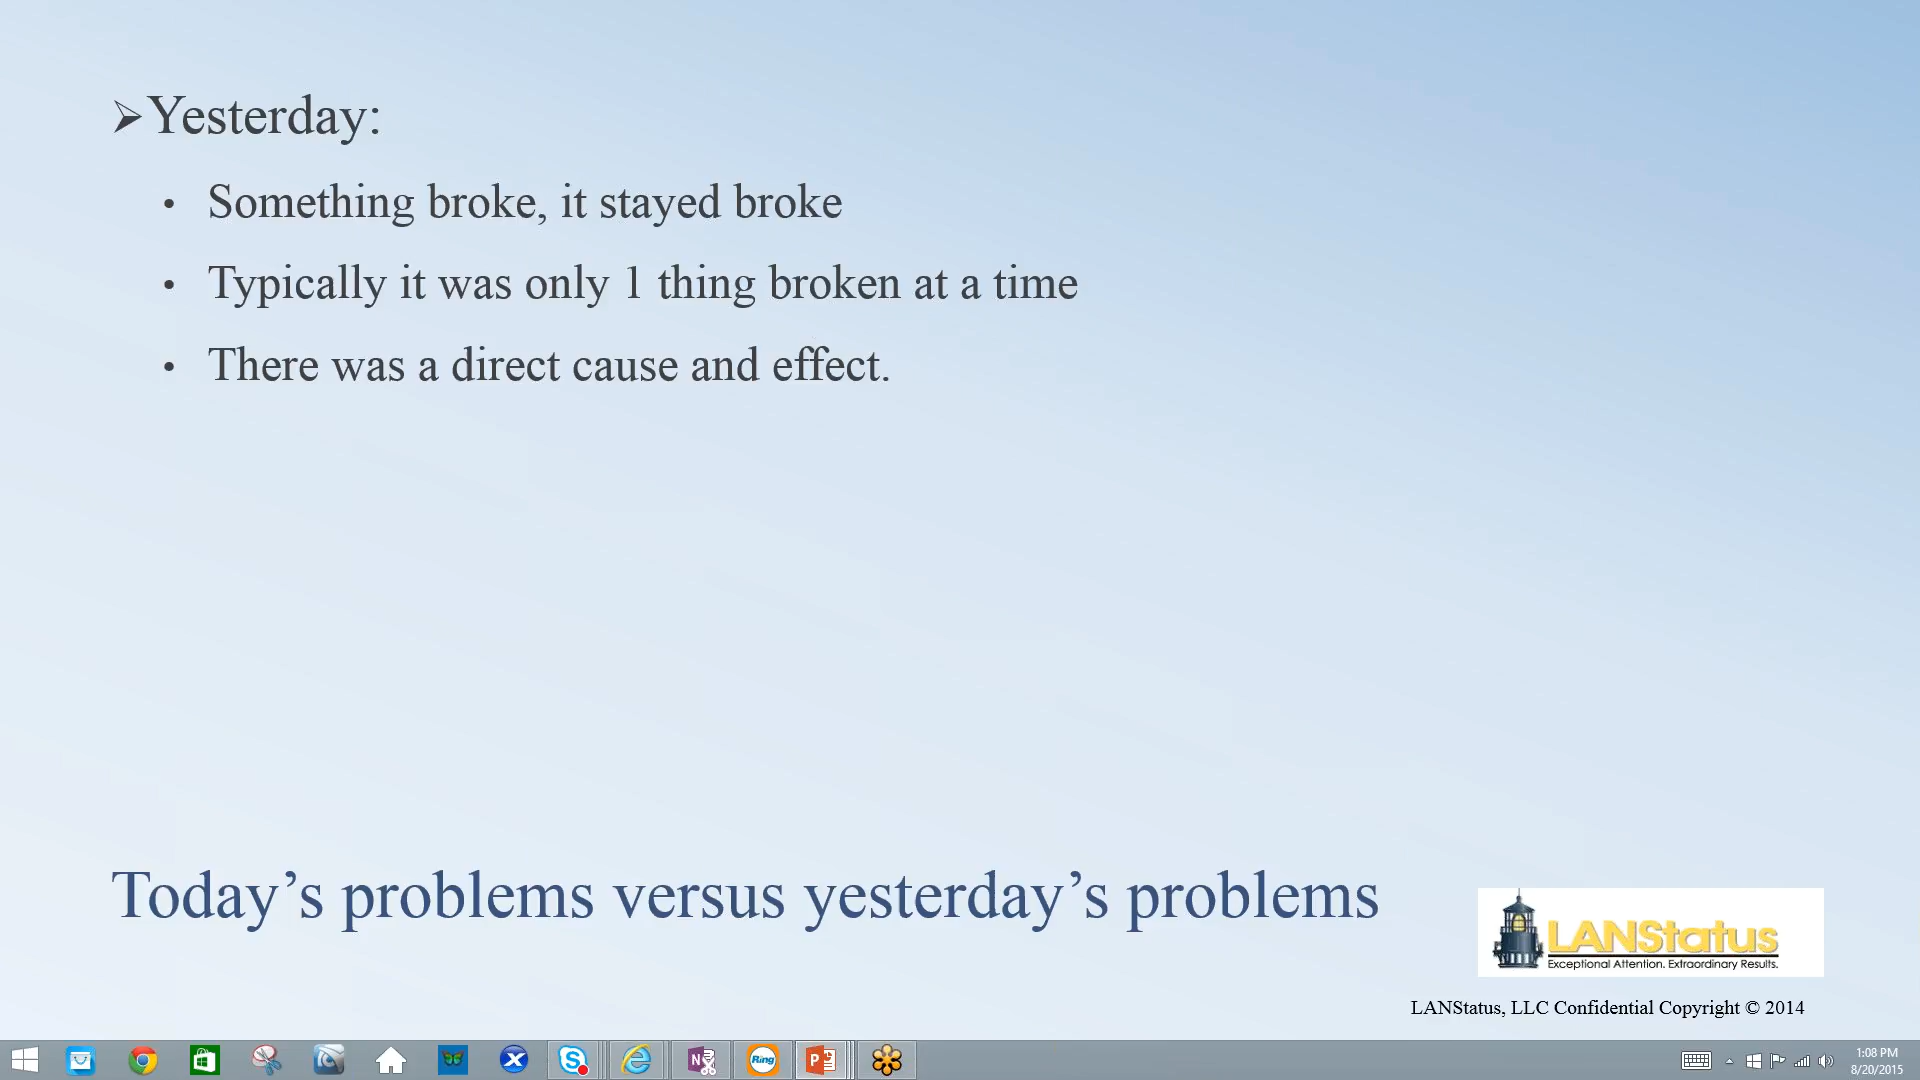 Yesterday:
Something broke, it stayed broke
Typically it was only 1 thing broken at a time
There was a direct cause and effect.
Today’s problems versus yesterday’s problems
LANStatus
Exceptional Attention. Extraordinary Results.
LANStatus, LLC Confidential Copyright © 2014
Ring
1:08 PM
8/20/2015